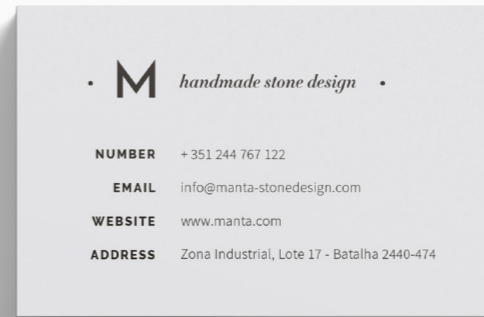 • M handmade stone design •
NUMBER + 351 244 767 122
EMAIL info@manta-stonedesign.com
WEBSITE www.manta.com
ADDRESS Zona Industrial, Lote 17 - Batalha 2440-474